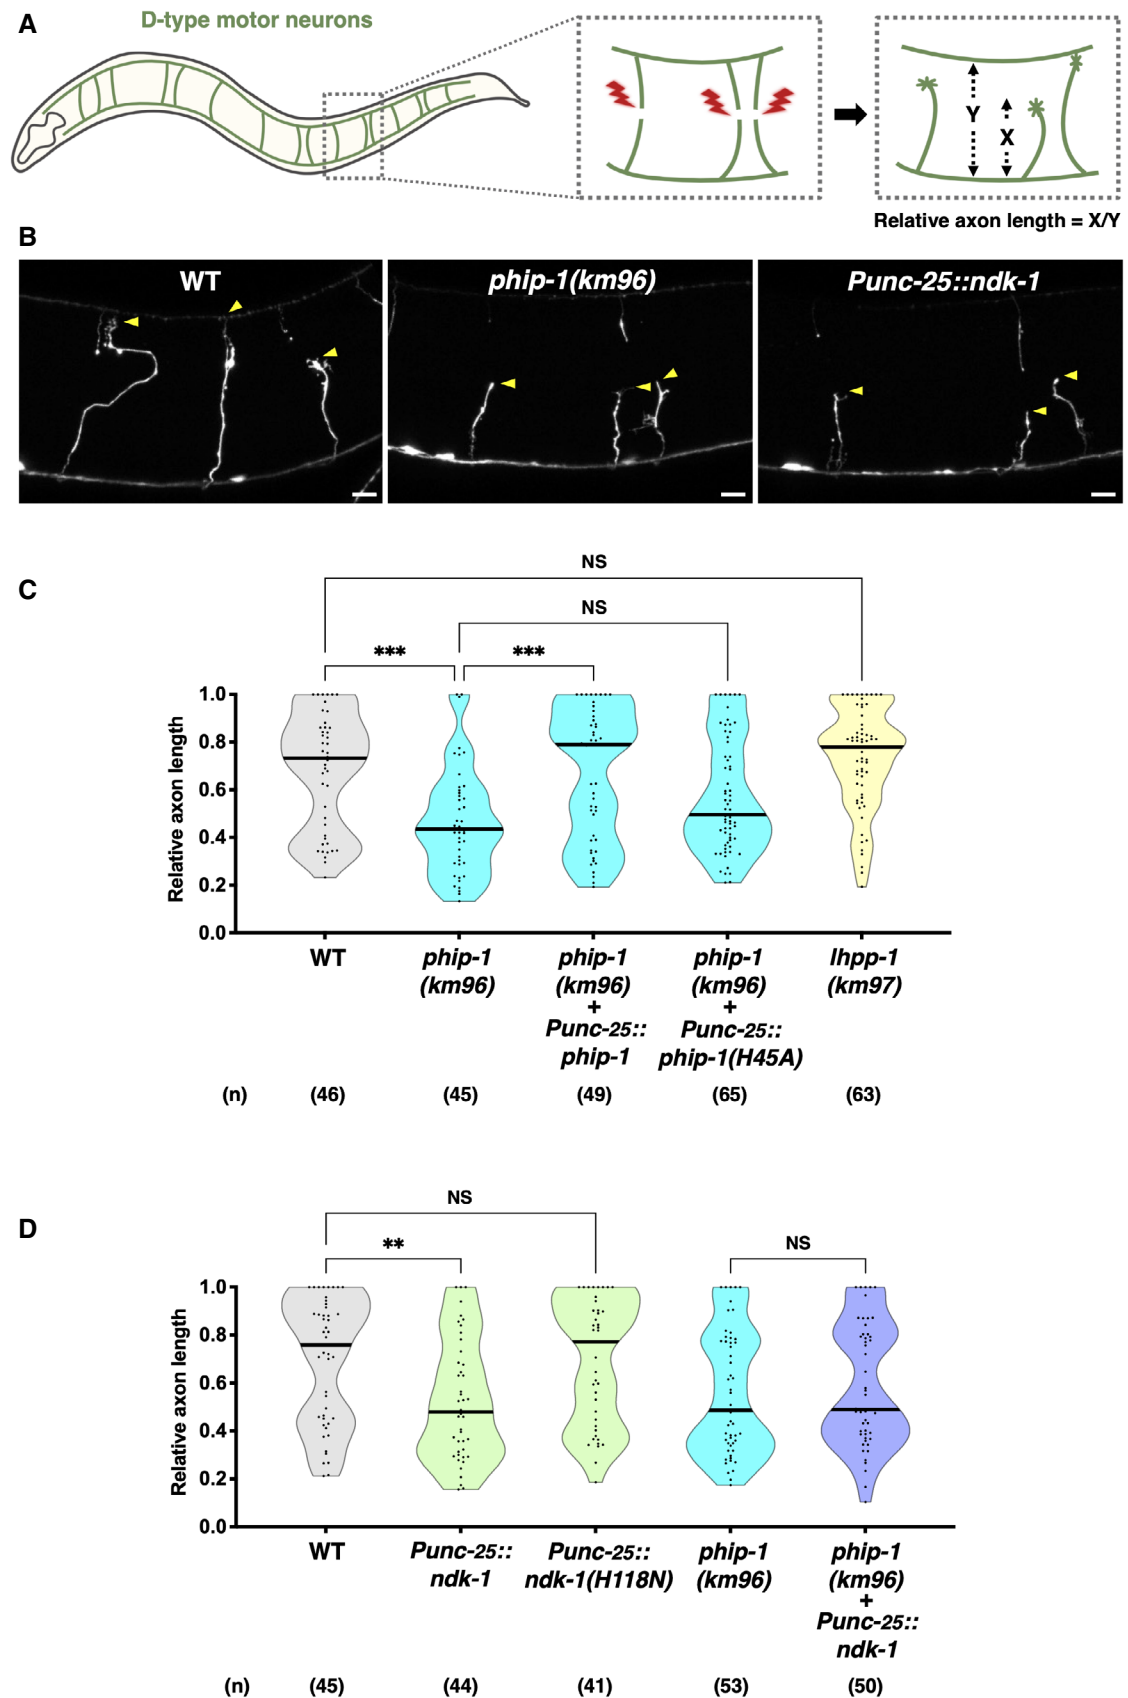 A
D-type motor neurons
Y
X
Relative axon length = X/Y
B
WT
phip-1(km96)
Punc-25::ndk-1
C
NS
NS
*** ***
Relative axon length
1.0
0.8
0.6
0.4
0.2
0.0
WT phip-1 phip-1 phip-1 lhpp-1
(km96) (km96) (km96) (km97)
+ +
Punc-25:: Punc-25::
phip-1 phip-1(H45A)
(n) (46) (45) (49) (65) (63)
D
NS
** NS
Relative axon length
1.0
0.8
0.6
0.4
0.2
0.0
WT Punc-25:: Punc-25:: phip-1 phip-1
ndk-1 ndk-1(H118N) (km96) (km96)
+
Punc-25::
ndk-1
(n) (45) (44) (41) (53) (50)